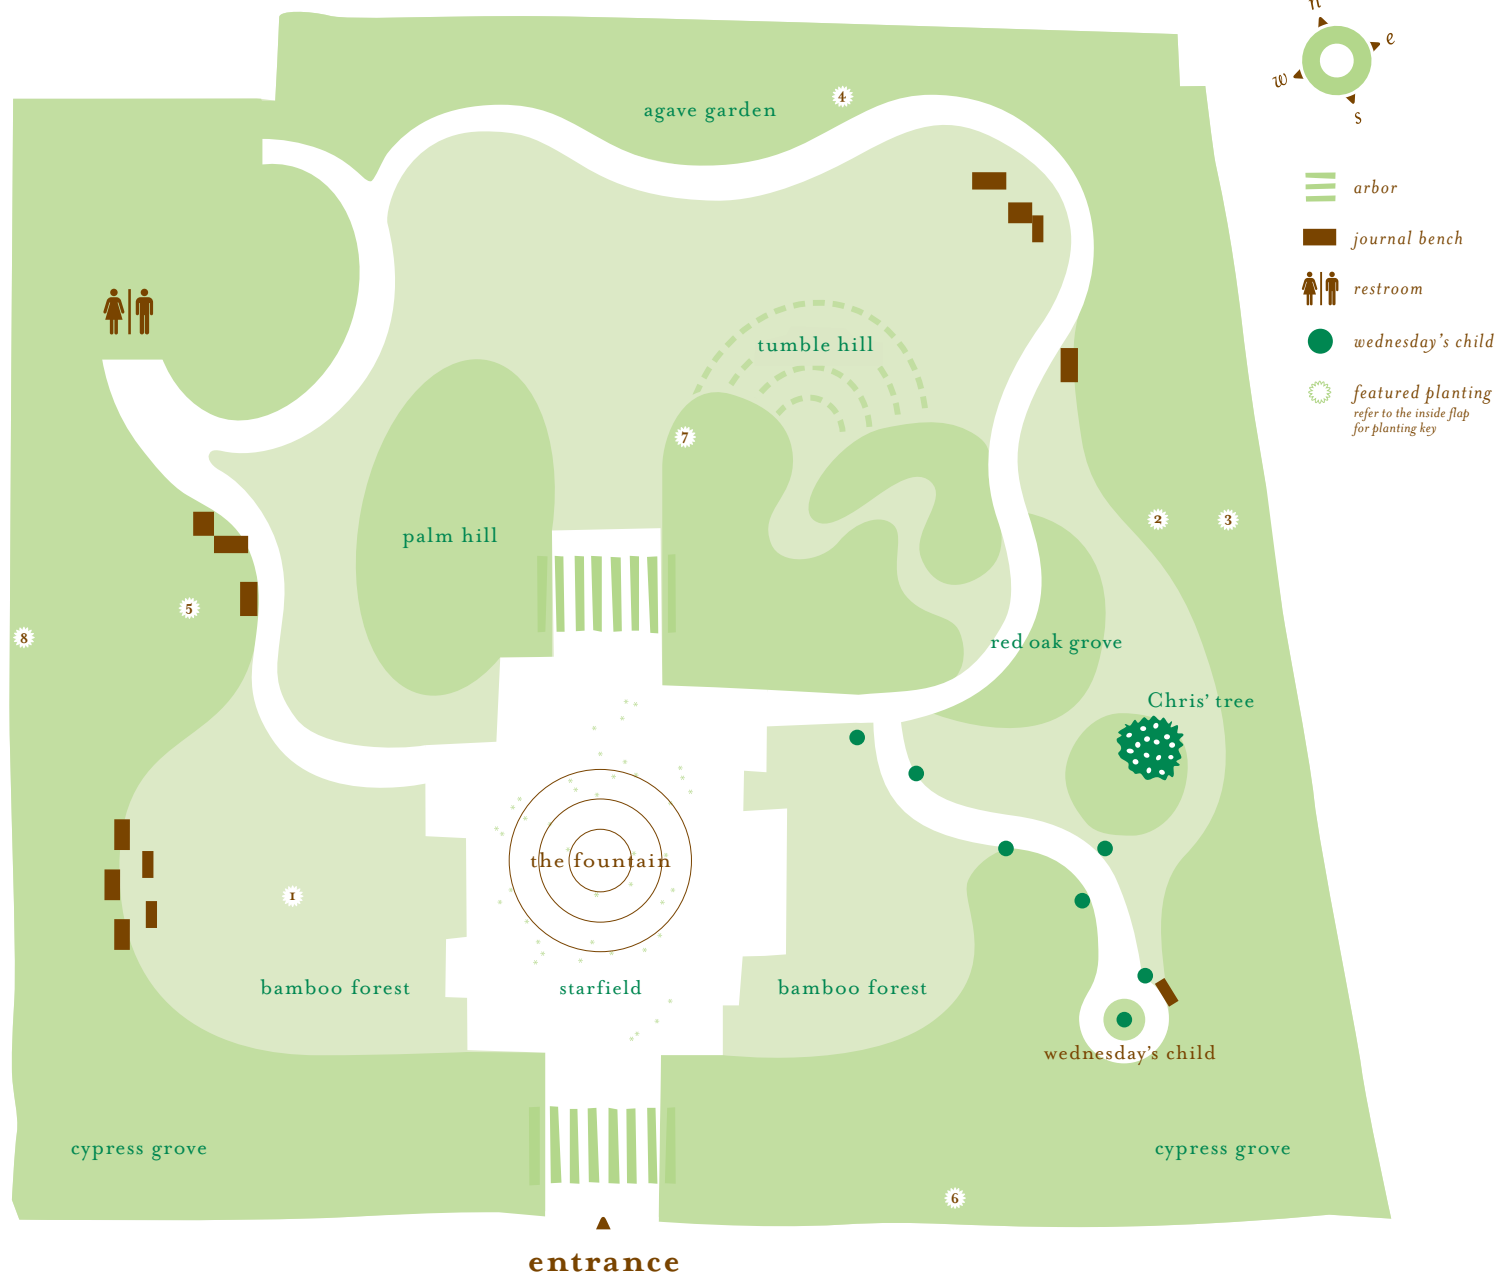 n
e
w
s
agave garden
4
arbor
journal bench
restroom
wednesday's child
featured planting
refer to the inside flap
for planting key
tumble hill
7
palm hill
2
3
5
8
red oak grove
Chris' tree
the fountain
1
bamboo forest
starfield
bamboo forest
wednesday's child
cypress grove
cypress grove
6
entrance